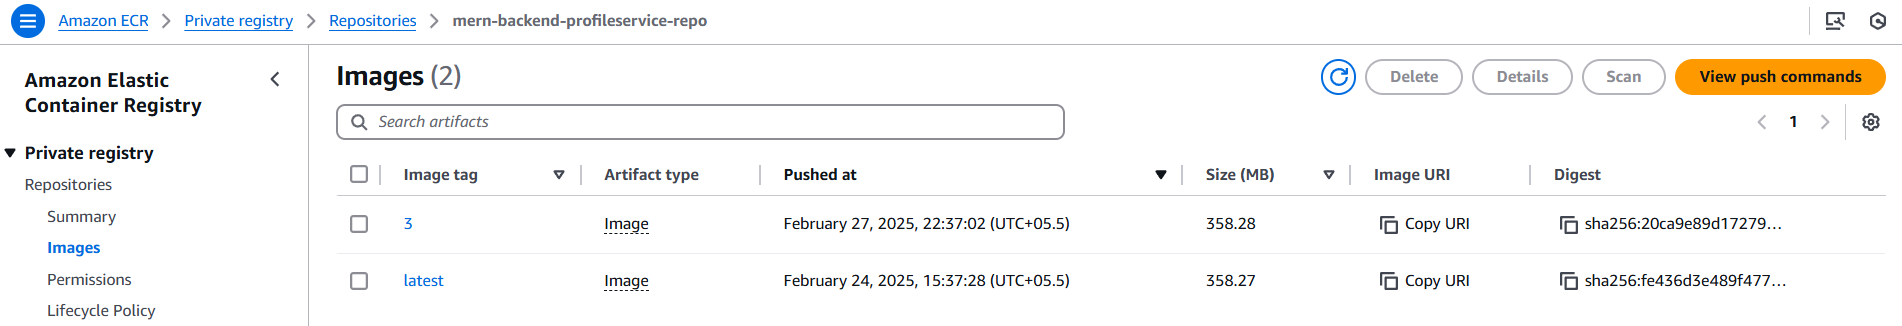 Amazon ECR > Private registry > Repositories > mern-backend-profileservice-repo
Amazon Elastic
Container Registry
Private registry
Repositories
Summary
Images
Permissions
Lifecycle Policy
Images (2)
Delete Details Scan View push commands
Search artifacts
1
Image tag Artifact type Pushed at Size (MB) Image URI Digest
3 Image February 27, 2025, 22:37:02 (UTC+05.5) 358.28 Copy URI sha256:20ca9e89d17279...
latest Image February 24, 2025, 15:37:28 (UTC+05.5) 358.27 Copy URI sha256:fe436d3e489f477...